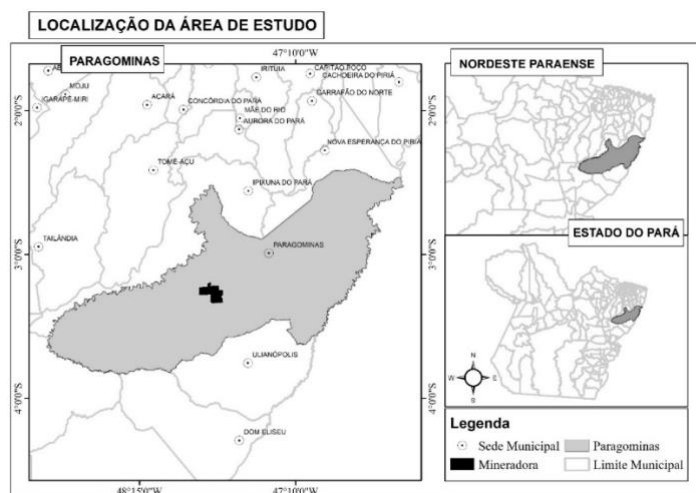 LOCALIZAÇÃO DA ÁREA DE ESTUDO
PARAGOMINAS
47°10'0"W
IRITUIA
CAPITÃO POÇO
CACHOEIRA DO PIRIÁ
MOJU
IGARAPÉ-MIRI
ACARÁ
CONCÓRDIA DO PARÁ
GARRAFÃO DO NORTE
MÃE DO RIO
AURORA DO PARÁ
NOVA ESPERANÇA DO PIRIÁ
TOMÉ-AÇU
IPIXUNA DO PARÁ
TAILÂNDIA
PARAGOMINAS
ULIANÓPOLIS
DOM ELISEU
2°0'0"S
3°0'0"S
4°0'0"S
2°0'0"S
3°0'0"S
4°0'0"S
48°15'0"W
47°10'0"W
NORDESTE PARAENSE
ESTADO DO PARÁ
N
W
E
S
Legenda
Sede Municipal
Paragominas
Mineradora
Limite Municipal